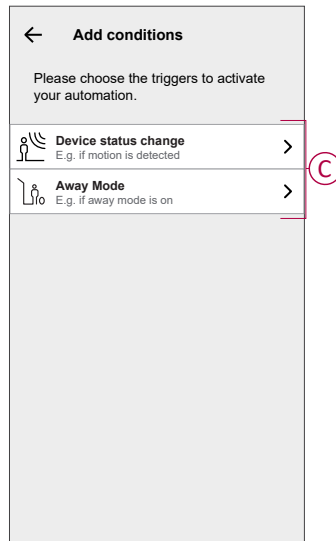 Add conditions
Please choose the triggers to activate
your automation.
Device status change
E.g. if motion is detected
Away Mode
E.g. if away mode is on
C